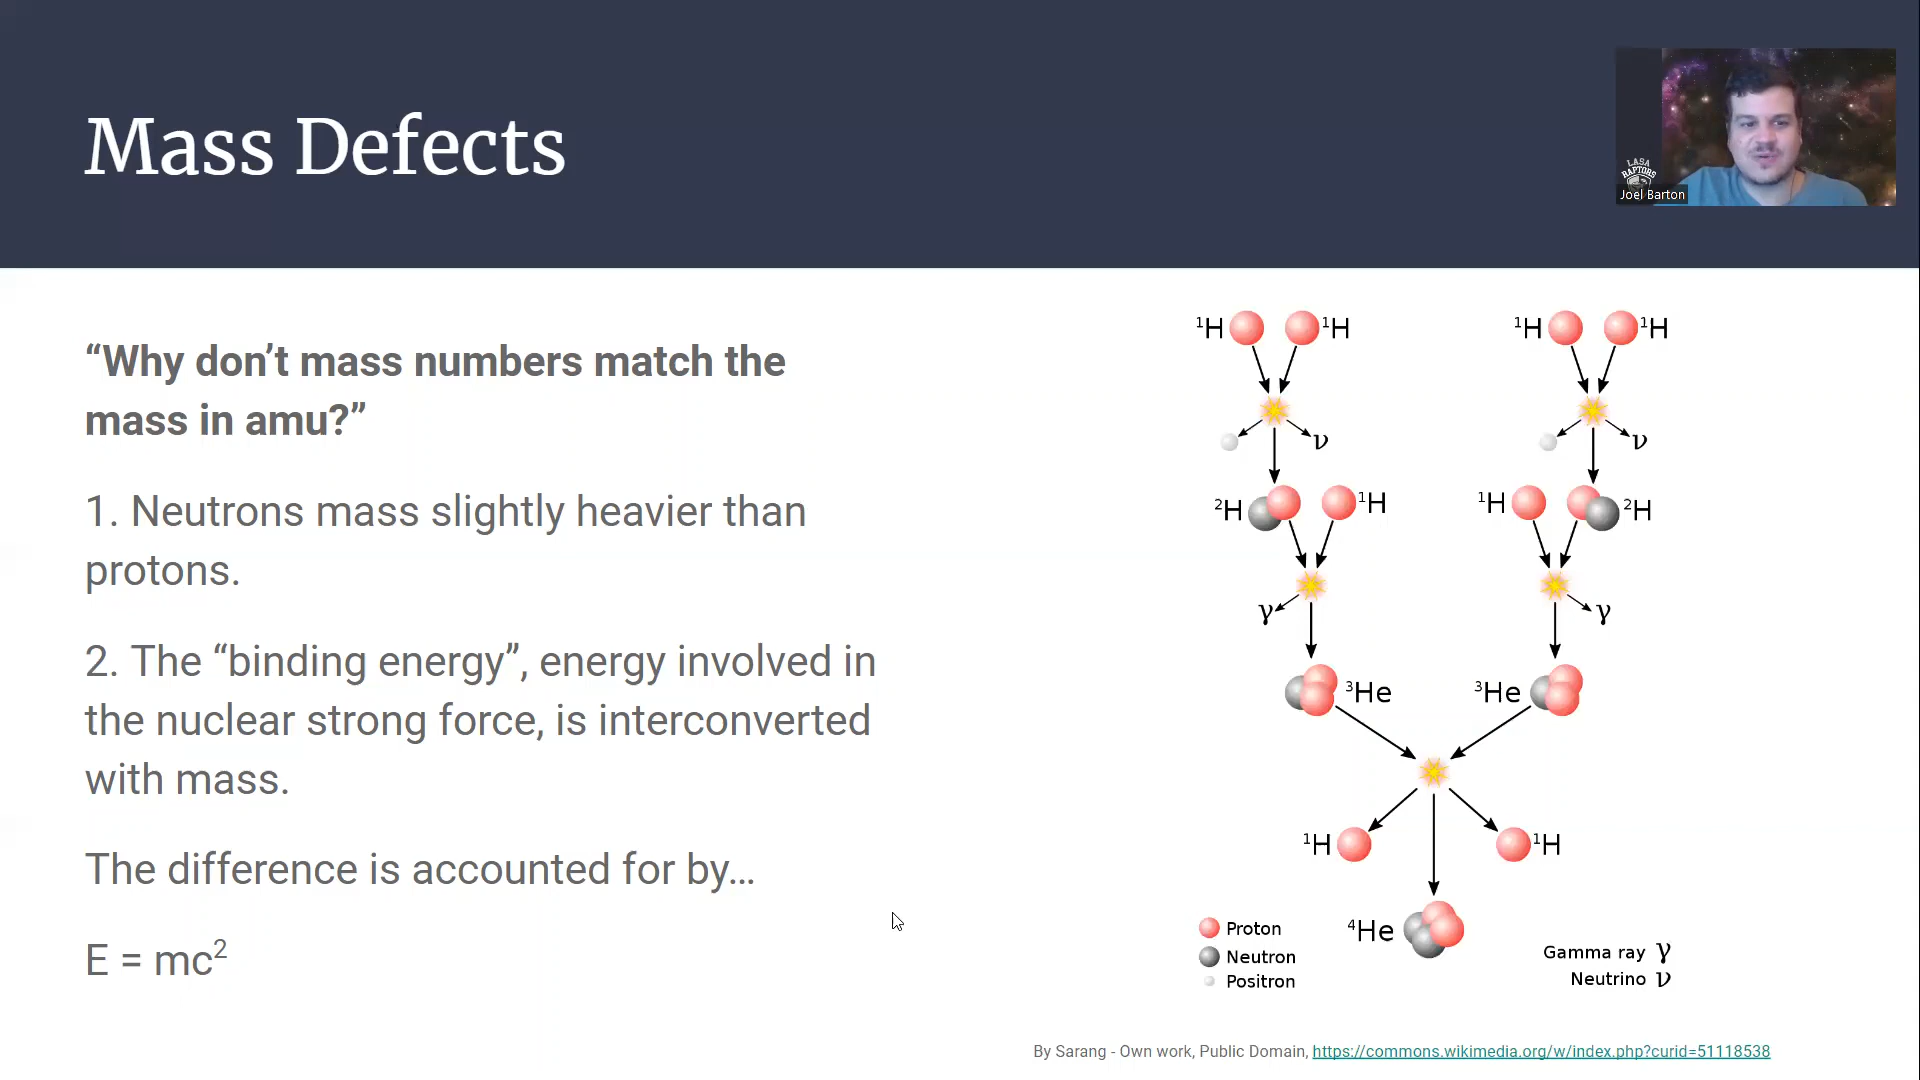 Mass Defects
LASA
RAPTORS
Joel Barton
“Why don’t mass numbers match the
mass in amu?”
1. Neutrons mass slightly heavier than
protons.
2. The “binding energy”, energy involved in
the nuclear strong force, is interconverted
with mass.
The difference is accounted for by…
E = mc²
¹H ¹H ¹H ¹H
ν ν
²H ¹H ¹H ²H
γ γ
³He ³He
¹H ¹H
⁴He
Proton
Neutron
Positron
Gamma ray γ
Neutrino ν
By Sarang - Own work, Public Domain, https://commons.wikimedia.org/w/index.php?curid=51118538